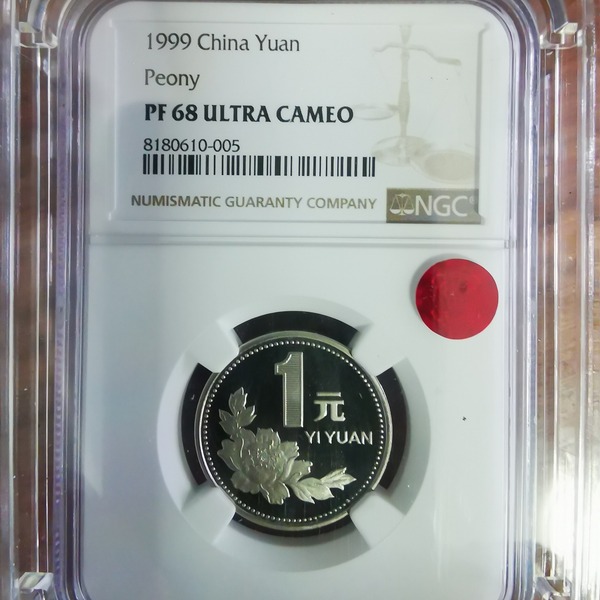 1999 China Yuan
Peony
PF 68 ULTRA CAMEO
8180610-005
NUMISMATIC GUARANTY COMPANY
NGC
1
元
YI YUAN